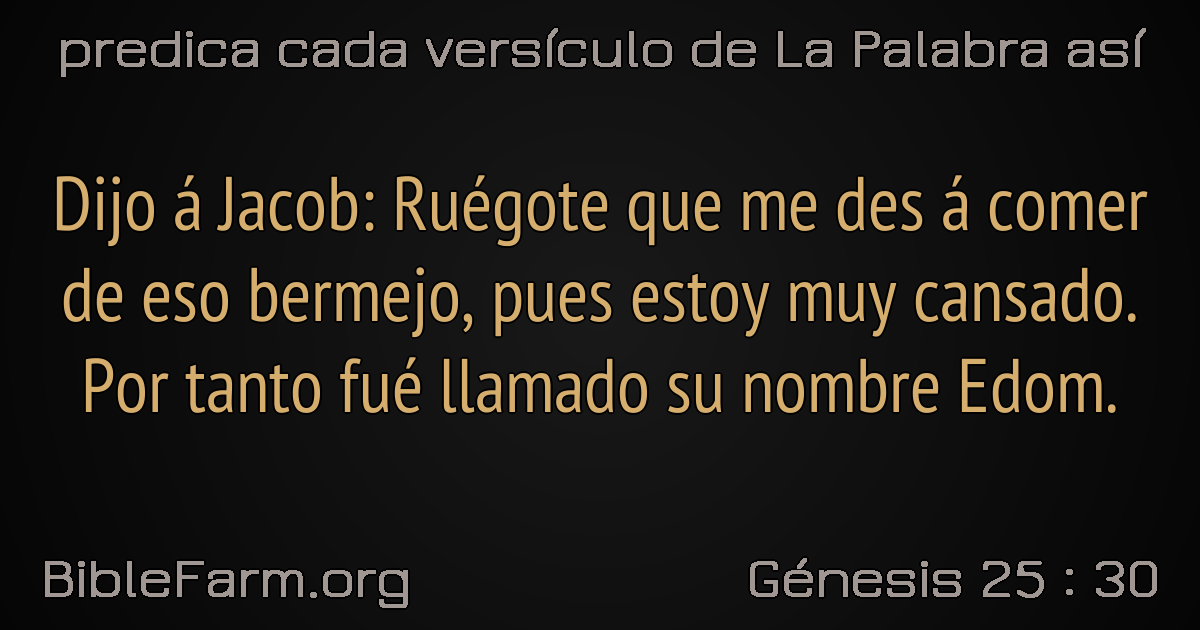 predica cada versículo de La Palabra así
Dijo á Jacob: Ruégote que me des á comer
de eso bermejo, pues estoy muy cansado.
Por tanto fué llamado su nombre Edom.
BibleFarm.org
Génesis 25 : 30